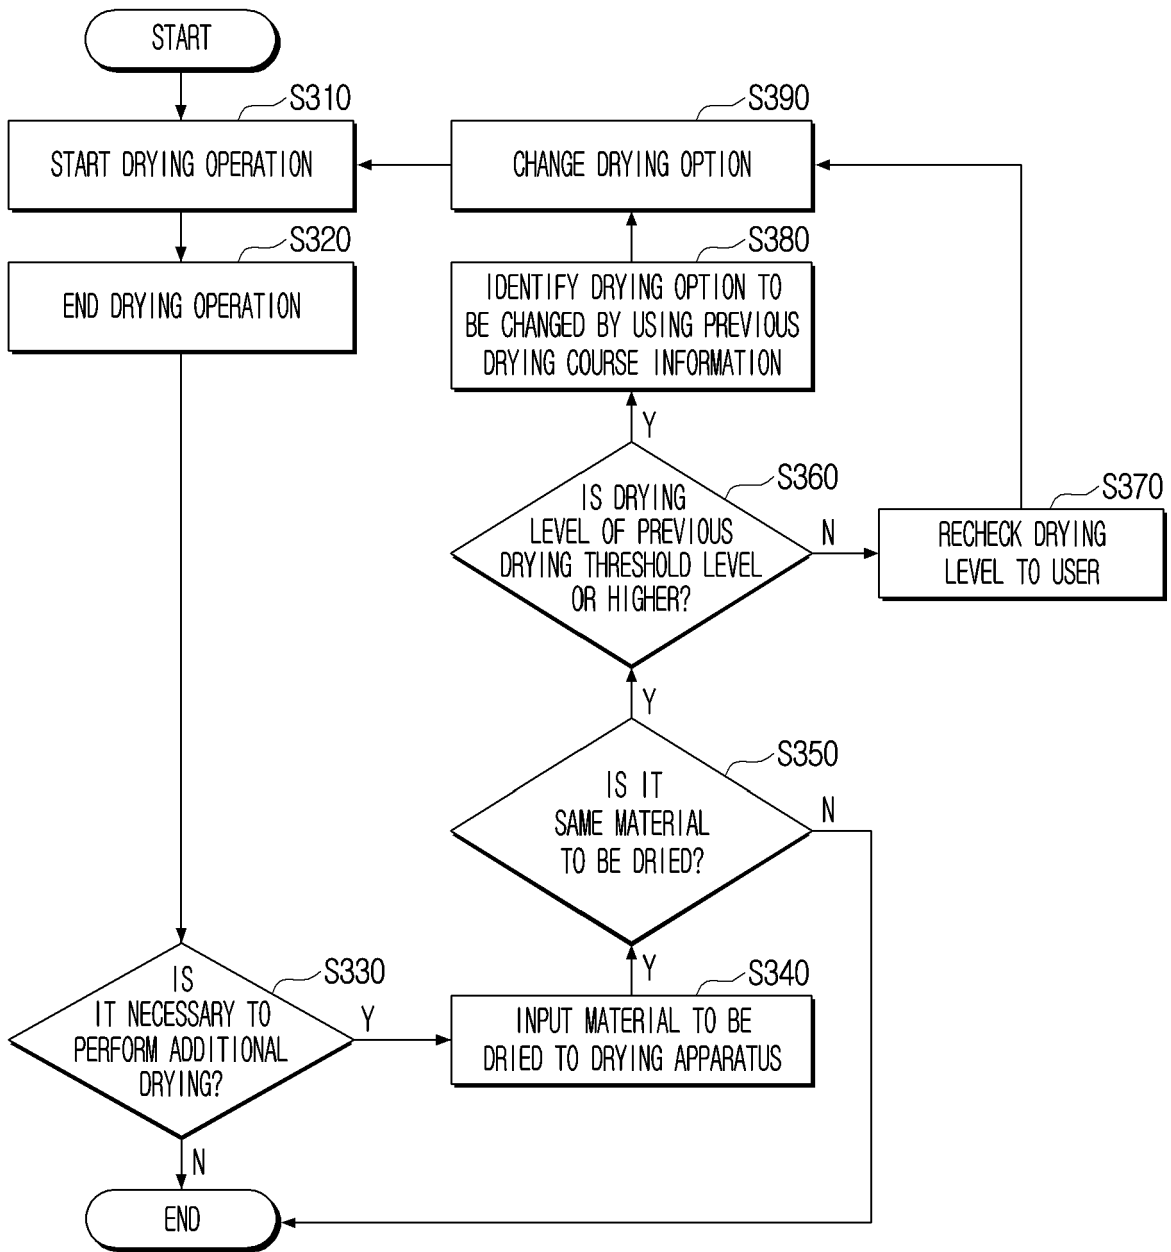 START
S310
START DRYING OPERATION
S390
CHANGE DRYING OPTION
S320
END DRYING OPERATION
S380
IDENTIFY DRYING OPTION TO
BE CHANGED BY USING PREVIOUS
DRYING COURSE INFORMATION
Y
S360
IS DRYING
LEVEL OF PREVIOUS
DRYING THRESHOLD LEVEL
OR HIGHER?
N
S370
RECHECK DRYING
LEVEL TO USER
Y
S350
IS IT
SAME MATERIAL
TO BE DRIED?
N
Y
S330
IS
IT NECESSARY TO
PERFORM ADDITIONAL
DRYING?
Y
S340
INPUT MATERIAL TO BE
DRIED TO DRYING APPARATUS
N
END